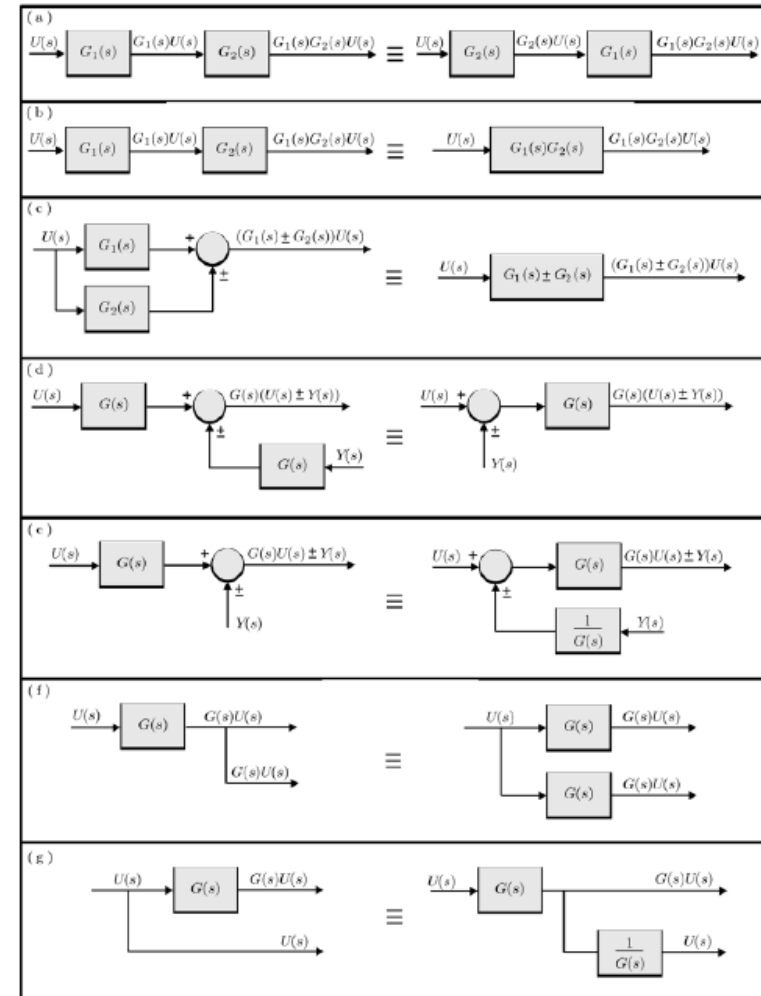 (a)
U(s) G₁(s) G₁(s)U(s) G₂(s) G₁(s)G₂(s)U(s) ≡ U(s) G₂(s) G₂(s)U(s) G₁(s) G₁(s)G₂(s)U(s)
(b)
U(s) G₁(s) G₁(s)U(s) G₂(s) G₁(s)G₂(s)U(s) ≡ U(s) G₁(s)G₂(s) G₁(s)G₂(s)U(s)
(c)
U(s) G₁(s) + (G₁(s) ± G₂(s))U(s)
±
G₂(s)
≡
U(s) G₁(s) ± G₂(s) (G₁(s) ± G₂(s))U(s)
(d)
U(s) G(s) + G(s)(U(s) ± Y(s))
±
G(s) Y(s)
≡
U(s) + G(s) G(s)(U(s) ± Y(s))
±
Y(s)
(e)
U(s) G(s) + G(s)U(s) ± Y(s)
±
Y(s)
≡
U(s) + G(s) G(s)U(s) ± Y(s)
±
1
G(s)
Y(s)
(f)
U(s) G(s) G(s)U(s)
G(s)U(s)
≡
U(s) G(s) G(s)U(s)
G(s) G(s)U(s)
(g)
U(s) G(s) G(s)U(s)
U(s)
≡
U(s) G(s) G(s)U(s)
1
G(s)
U(s)